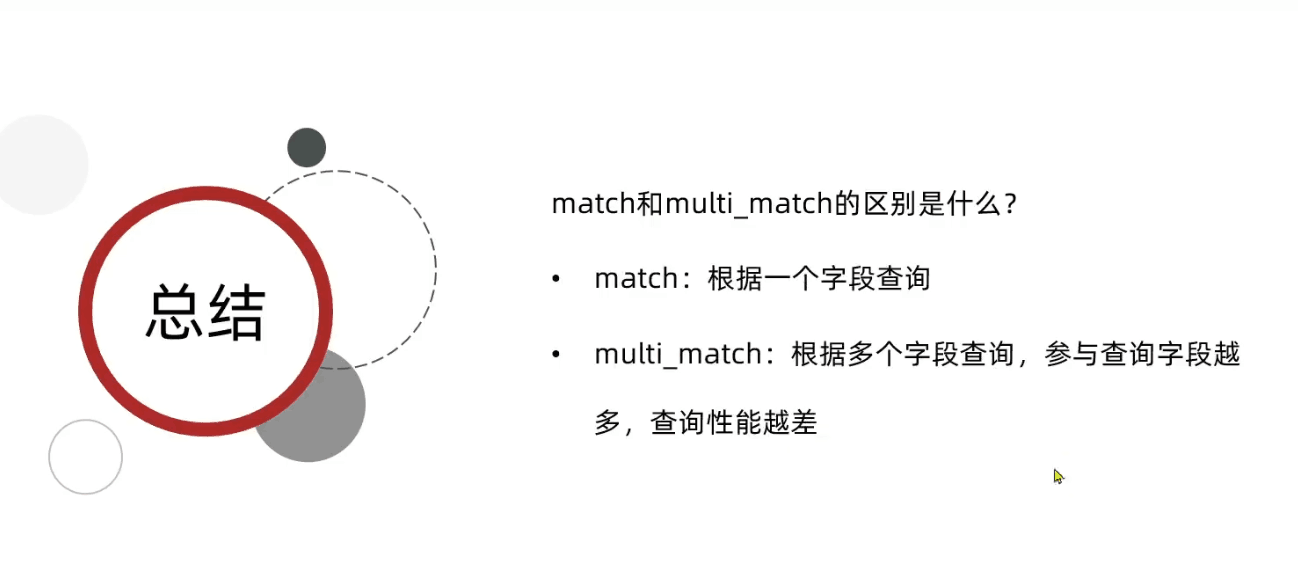 总结
match和multi_match的区别是什么？
• match：根据一个字段查询
• multi_match：根据多个字段查询，参与查询字段越
多，查询性能越差